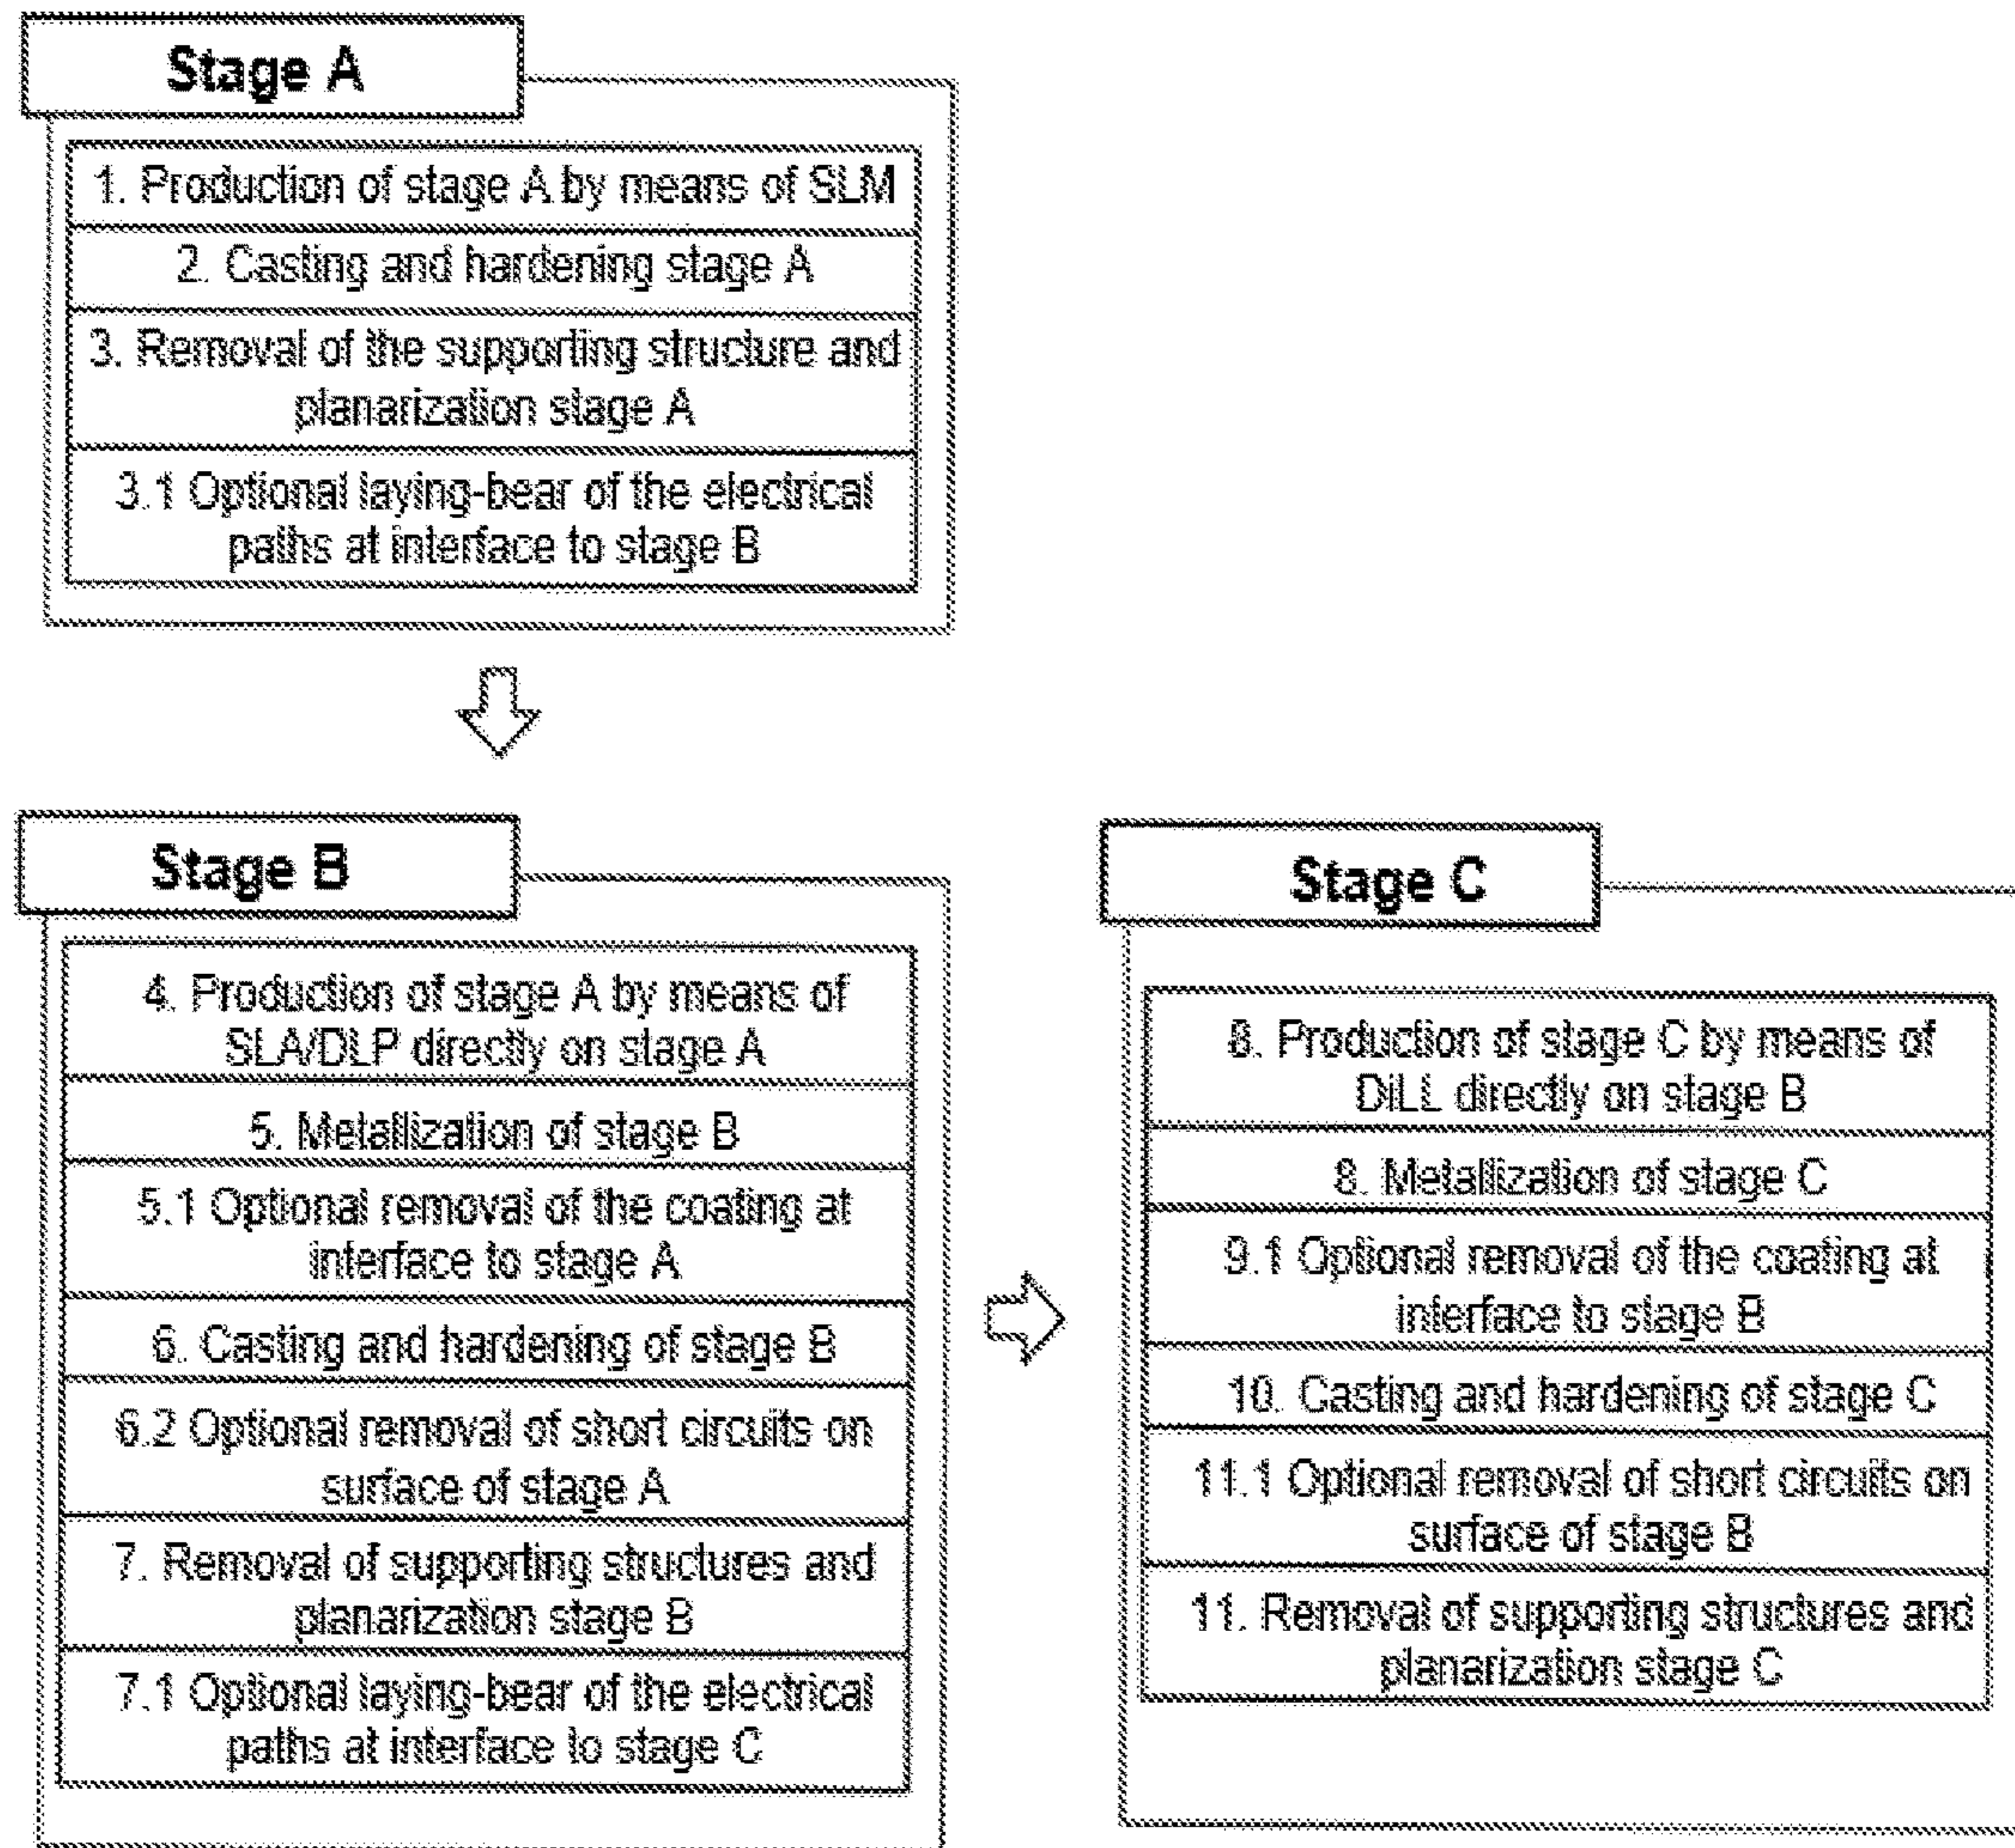 Stage A
1. Production of stage A by means of SLM
2. Casting and hardening stage A
3. Removal of the supporting structure and
planarization stage A
3.1 Optional laying-bear of the electrical
paths at interface to stage B
Stage B
4. Production of stage A by means of
SLA/DLP directly on stage A
5. Metallization of stage B
5.1 Optional removal of the coating at
interface to stage A
6. Casting and hardening of stage B
6.2 Optional removal of short circuits on
surface of stage A
7. Removal of supporting structures and
planarization stage B
7.1 Optional laying-bear of the electrical
paths at interface to stage C
Stage C
8. Production of stage C by means of
DiLL directly on stage B
8. Metallization of stage C
9.1 Optional removal of the coating at
interface to stage B
10. Casting and hardening of stage C
11.1 Optional removal of short circuits on
surface of stage B
11. Removal of supporting structures and
planarization stage C